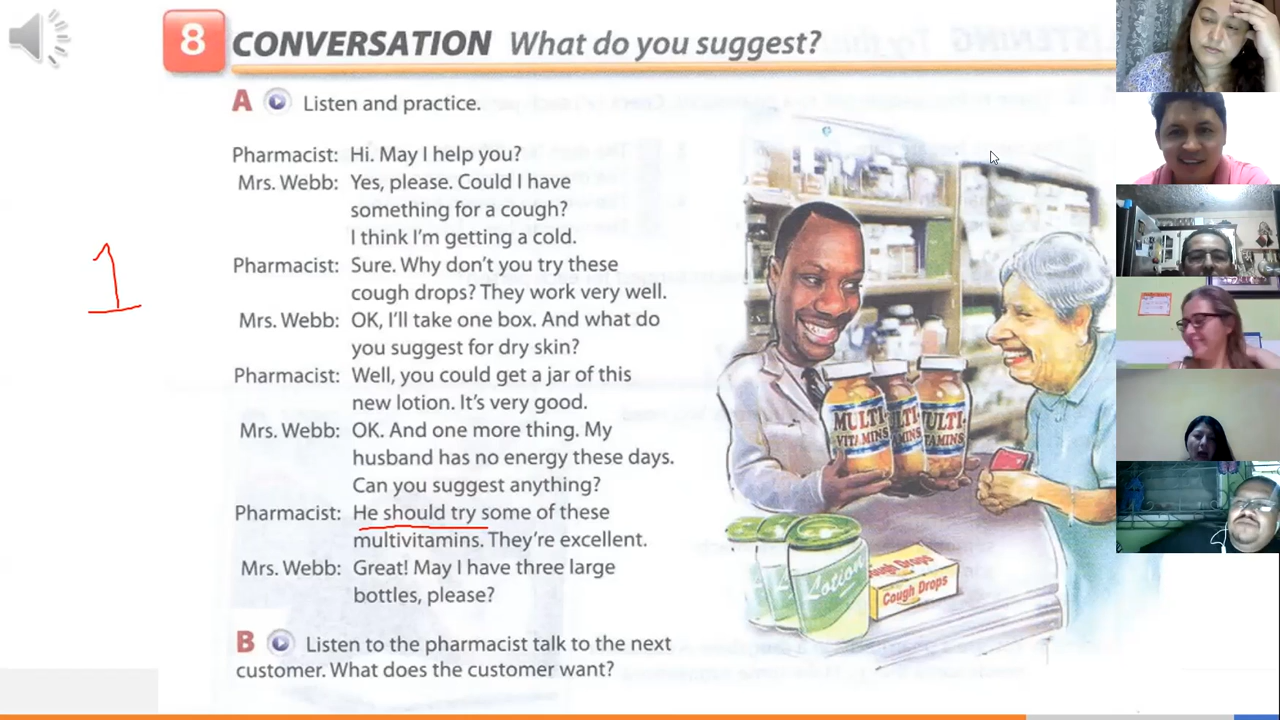 8 CONVERSATION What do you suggest?
A Listen and practice.
Pharmacist: Hi. May I help you?
Mrs. Webb: Yes, please. Could I have
something for a cough?
I think I'm getting a cold.
Pharmacist: Sure. Why don't you try these
cough drops? They work very well.
Mrs. Webb: OK, I'll take one box. And what do
you suggest for dry skin?
Pharmacist: Well, you could get a jar of this
new lotion. It's very good.
Mrs. Webb: OK. And one more thing. My
husband has no energy these days.
Can you suggest anything?
Pharmacist: He should try some of these
multivitamins. They're excellent.
Mrs. Webb: Great! May I have three large
bottles, please?
B Listen to the pharmacist talk to the next
customer. What does the customer want?
1
MULTI-
VITAMINS
MULTI-
VITAMINS
Lotion
Cough Drops
Cough Drops